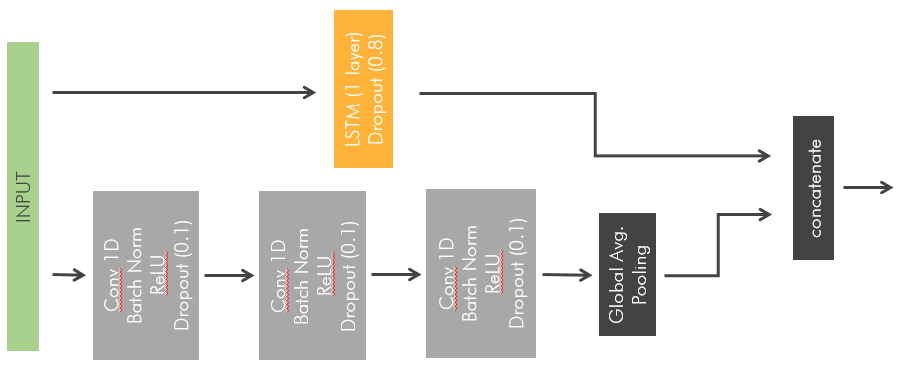 INPUT
LSTM (1 layer)
Dropout (0.8)
Conv 1D
Batch Norm
ReLU
Dropout (0.1)
Conv 1D
Batch Norm
ReLU
Dropout (0.1)
Conv 1D
Batch Norm
ReLU
Dropout (0.1)
Global Avg.
Pooling
concatenate